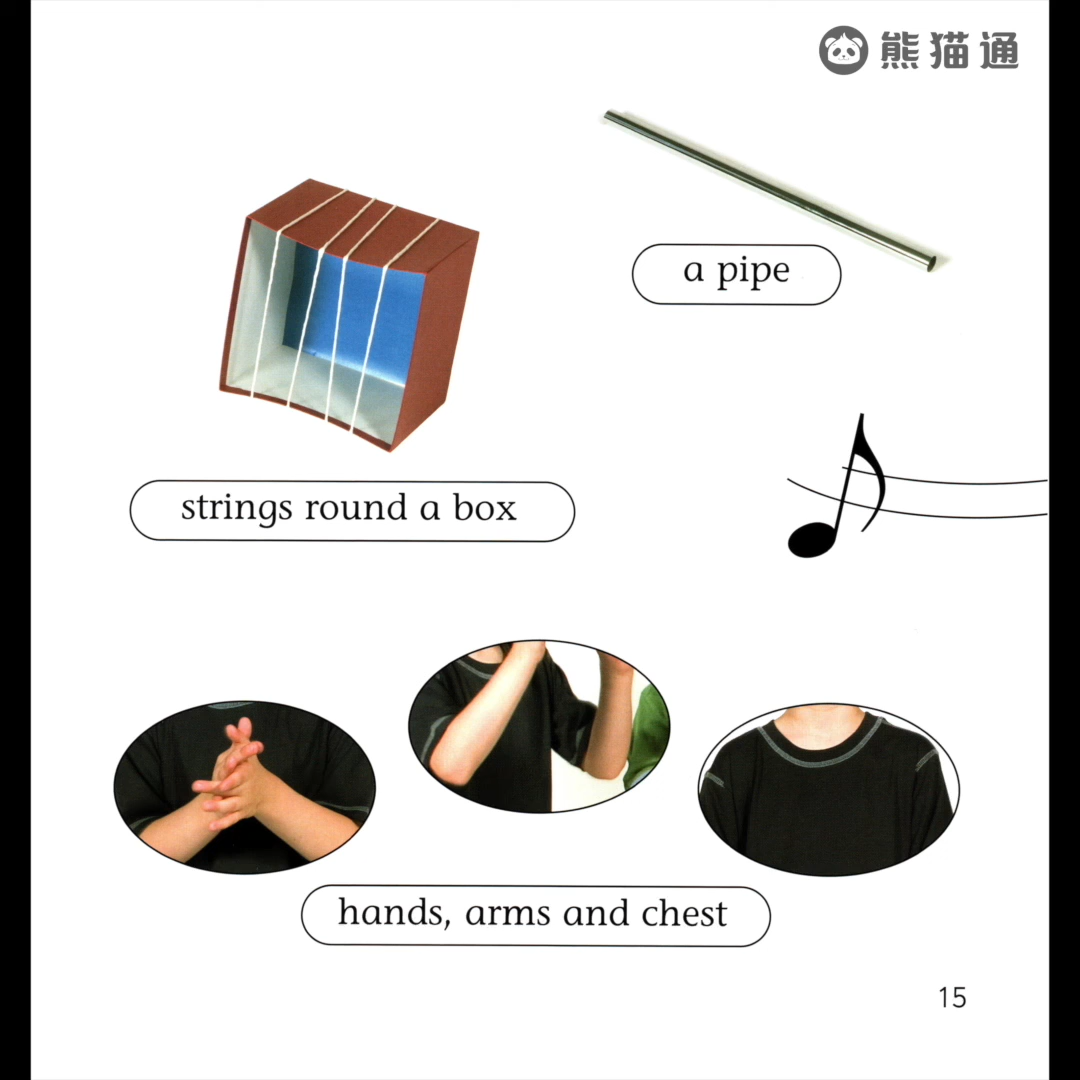 熊猫通
a pipe
strings round a box
hands, arms and chest
15